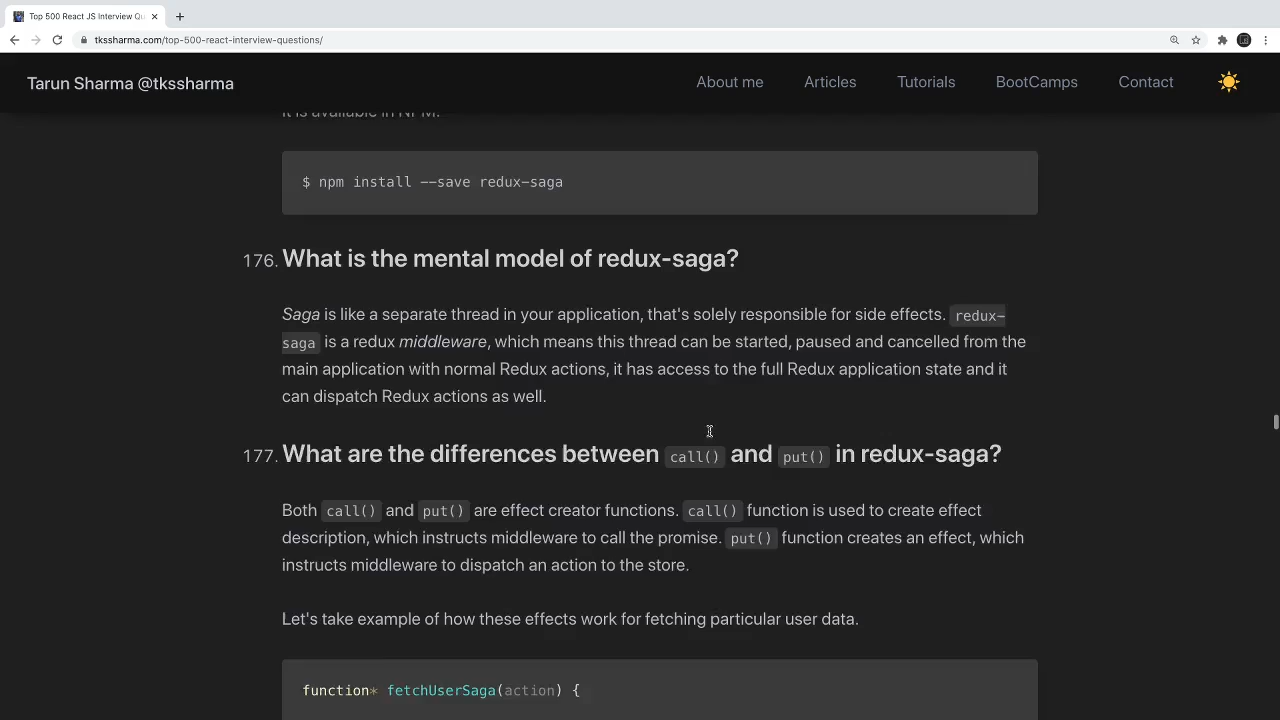 Top 500 React JS Interview Qu
tkssharma.com/top-500-react-interview-questions/
Tarun Sharma @tkssharma
About me
Articles
Tutorials
BootCamps
Contact
It is available in NPM:
$ npm install --save redux-saga
176. What is the mental model of redux-saga?
Saga is like a separate thread in your application, that's solely responsible for side effects. redux-
saga is a redux middleware, which means this thread can be started, paused and cancelled from the
main application with normal Redux actions, it has access to the full Redux application state and it
can dispatch Redux actions as well.
177. What are the differences between call() and put() in redux-saga?
Both call() and put() are effect creator functions. call() function is used to create effect
description, which instructs middleware to call the promise. put() function creates an effect, which
instructs middleware to dispatch an action to the store.
Let's take example of how these effects work for fetching particular user data.
function* fetchUserSaga(action) {